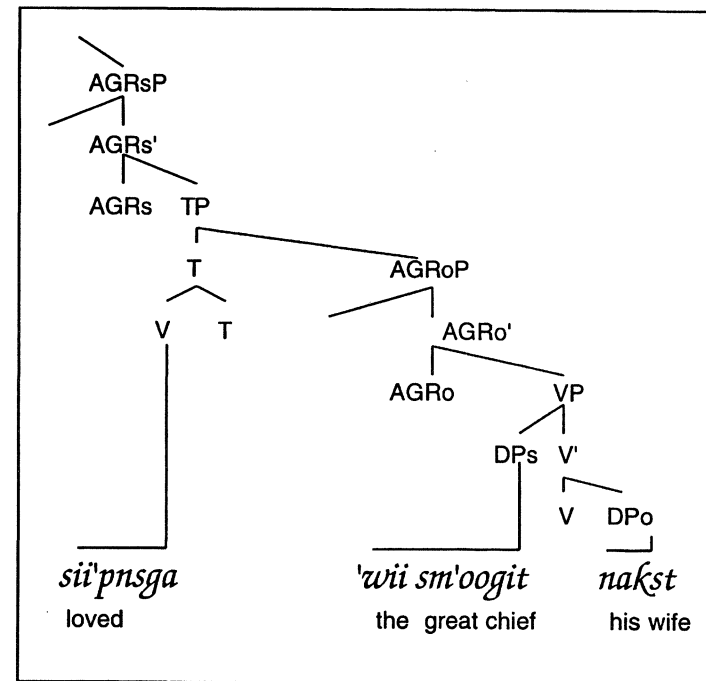 AGRsP
AGRs'
AGRs TP
T AGRoP
V T AGRo'
AGRo VP
DPs V'
V DPo
sii'pnsga 'wii sm'oogit nakst
loved the great chief his wife